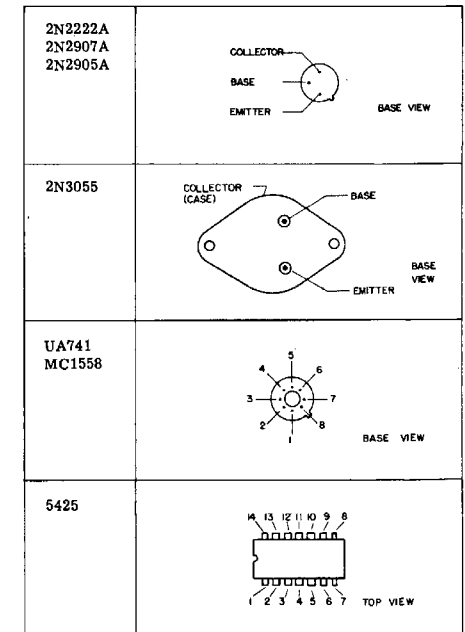 2N2222A
2N2907A
2N2905A
COLLECTOR
BASE
EMITTER
BASE VIEW
2N3055
COLLECTOR
(CASE)
BASE
EMITTER
BASE
VIEW
UA741
MC1558
5
4 6
3 7
2 8
1
BASE VIEW
5425
14 13 12 11 10 9 8
1 2 3 4 5 6 7
TOP VIEW